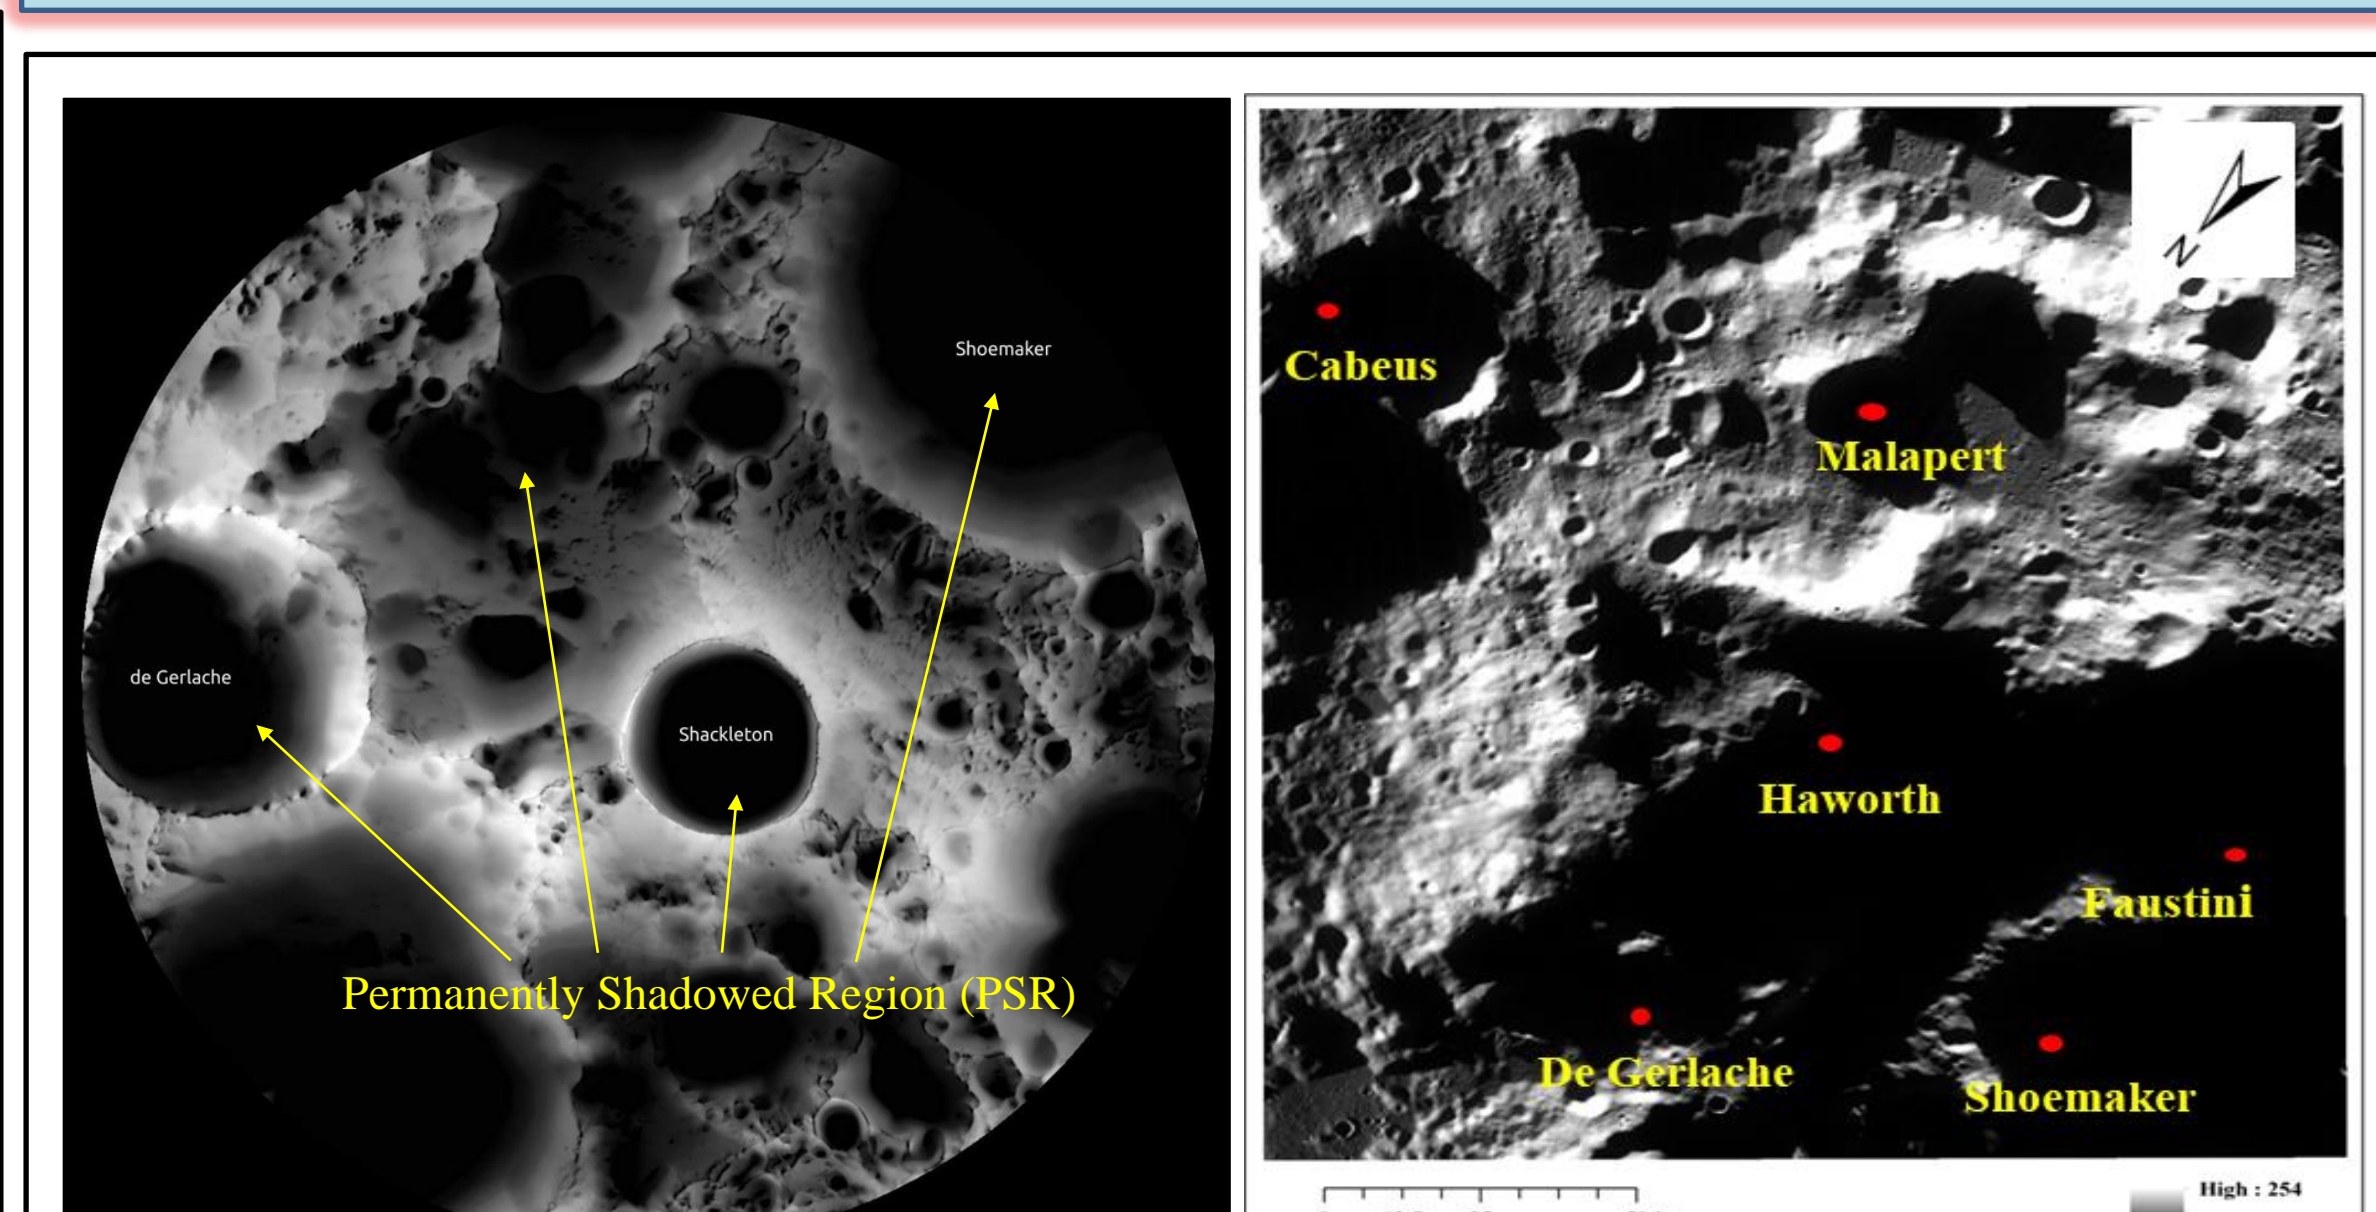 Shoemaker
de Gerlache
Shackleton
Permanently Shadowed Region (PSR)
N
Cabeus
Malapert
Haworth
Faustini
De Gerlache
Shoemaker
High : 254